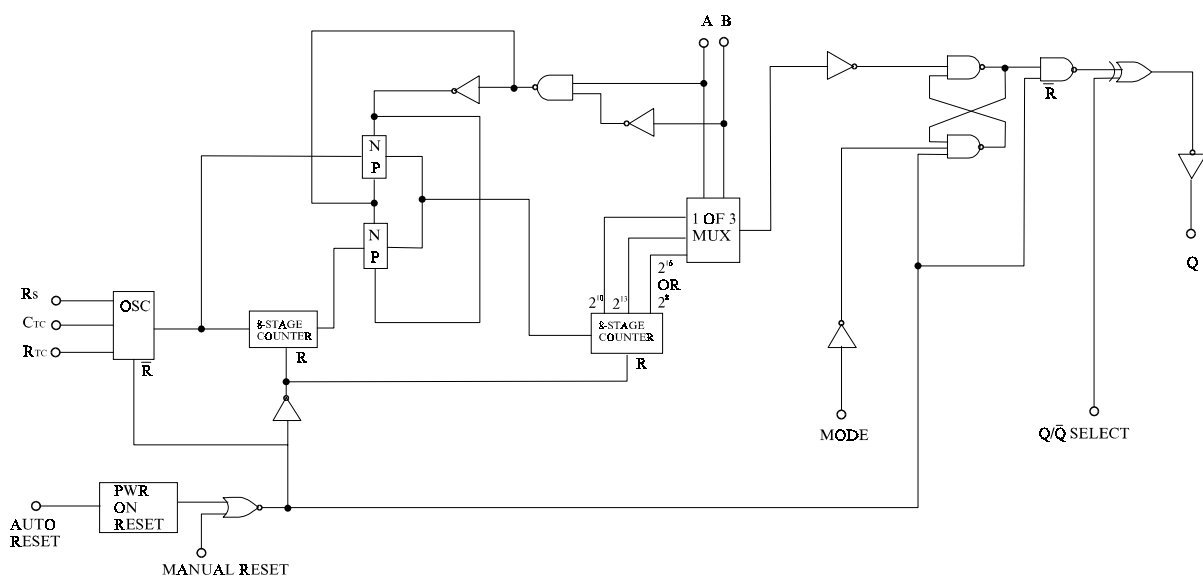 A B
N
P
N
P
1 OF 3
MUX
2¹⁶
OR
2⁸
2¹⁰ 2¹³
R̅
Q
RS
CTC
RTC
OSC
R̅
8-STAGE
COUNTER
R
8-STAGE
COUNTER
R
MODE
Q/Q̅ SELECT
AUTO
RESET
PWR
ON
RESET
MANUAL RESET